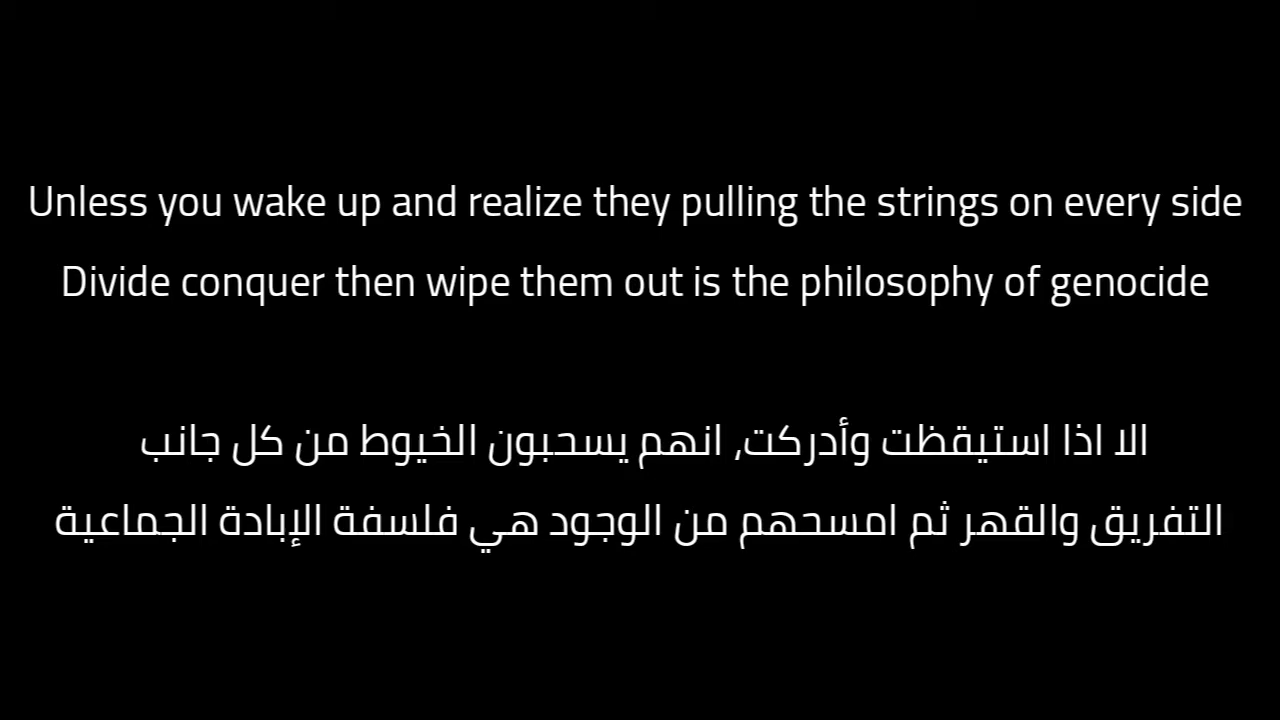 Unless you wake up and realize they pulling the strings on every side
Divide conquer then wipe them out is the philosophy of genocide
الا اذا استيقظت وأدركت, انهم يسحبون الخيوط من كل جانب
التفريق والقهر ثم امسحهم من الوجود هي فلسفة الإبادة الجماعية